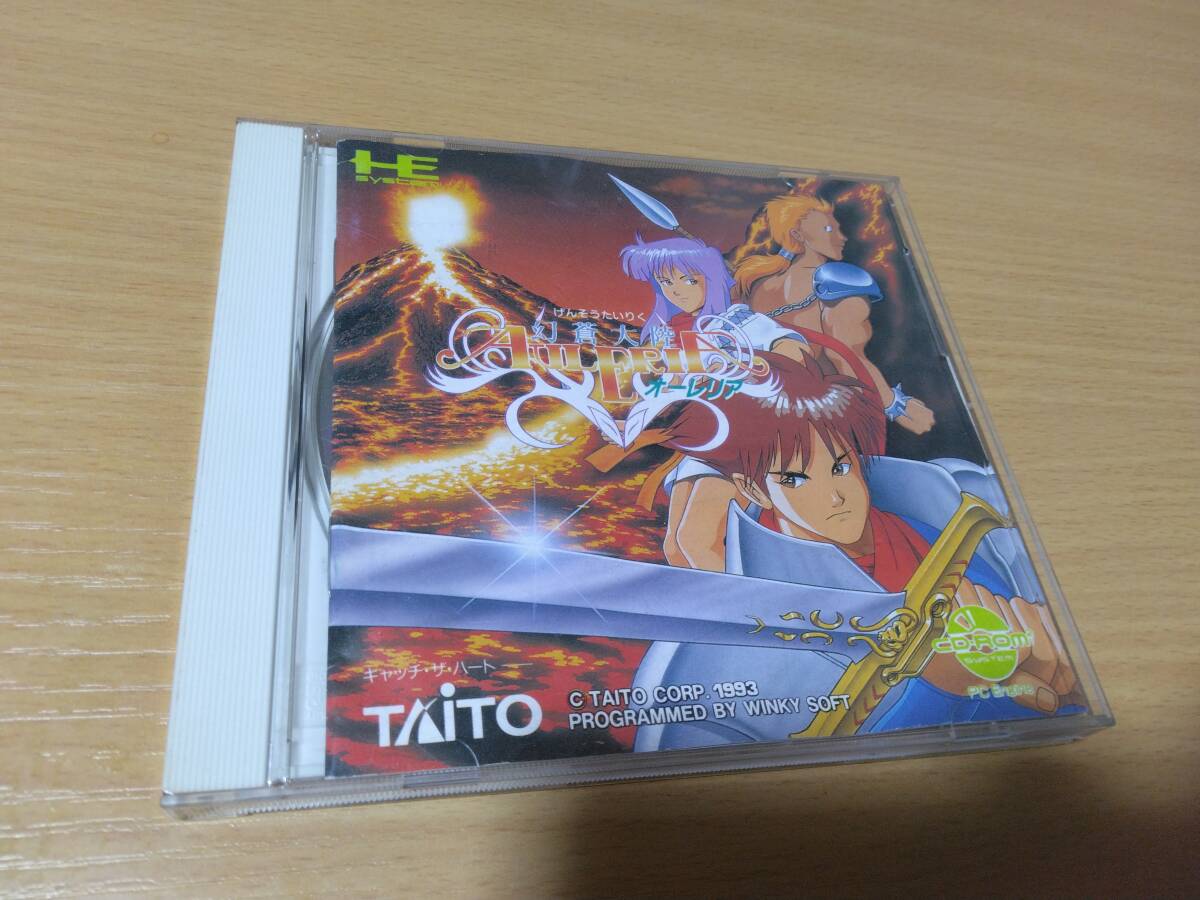 HE
system
げんそうたいりく
幻蒼大陸
AURERIA
オーレリア
キャッチ・ザ・ハート
TAITO
© TAITO CORP. 1993
PROGRAMMED BY WINKY SOFT
CD-ROM²
SYSTEM
PC Engine